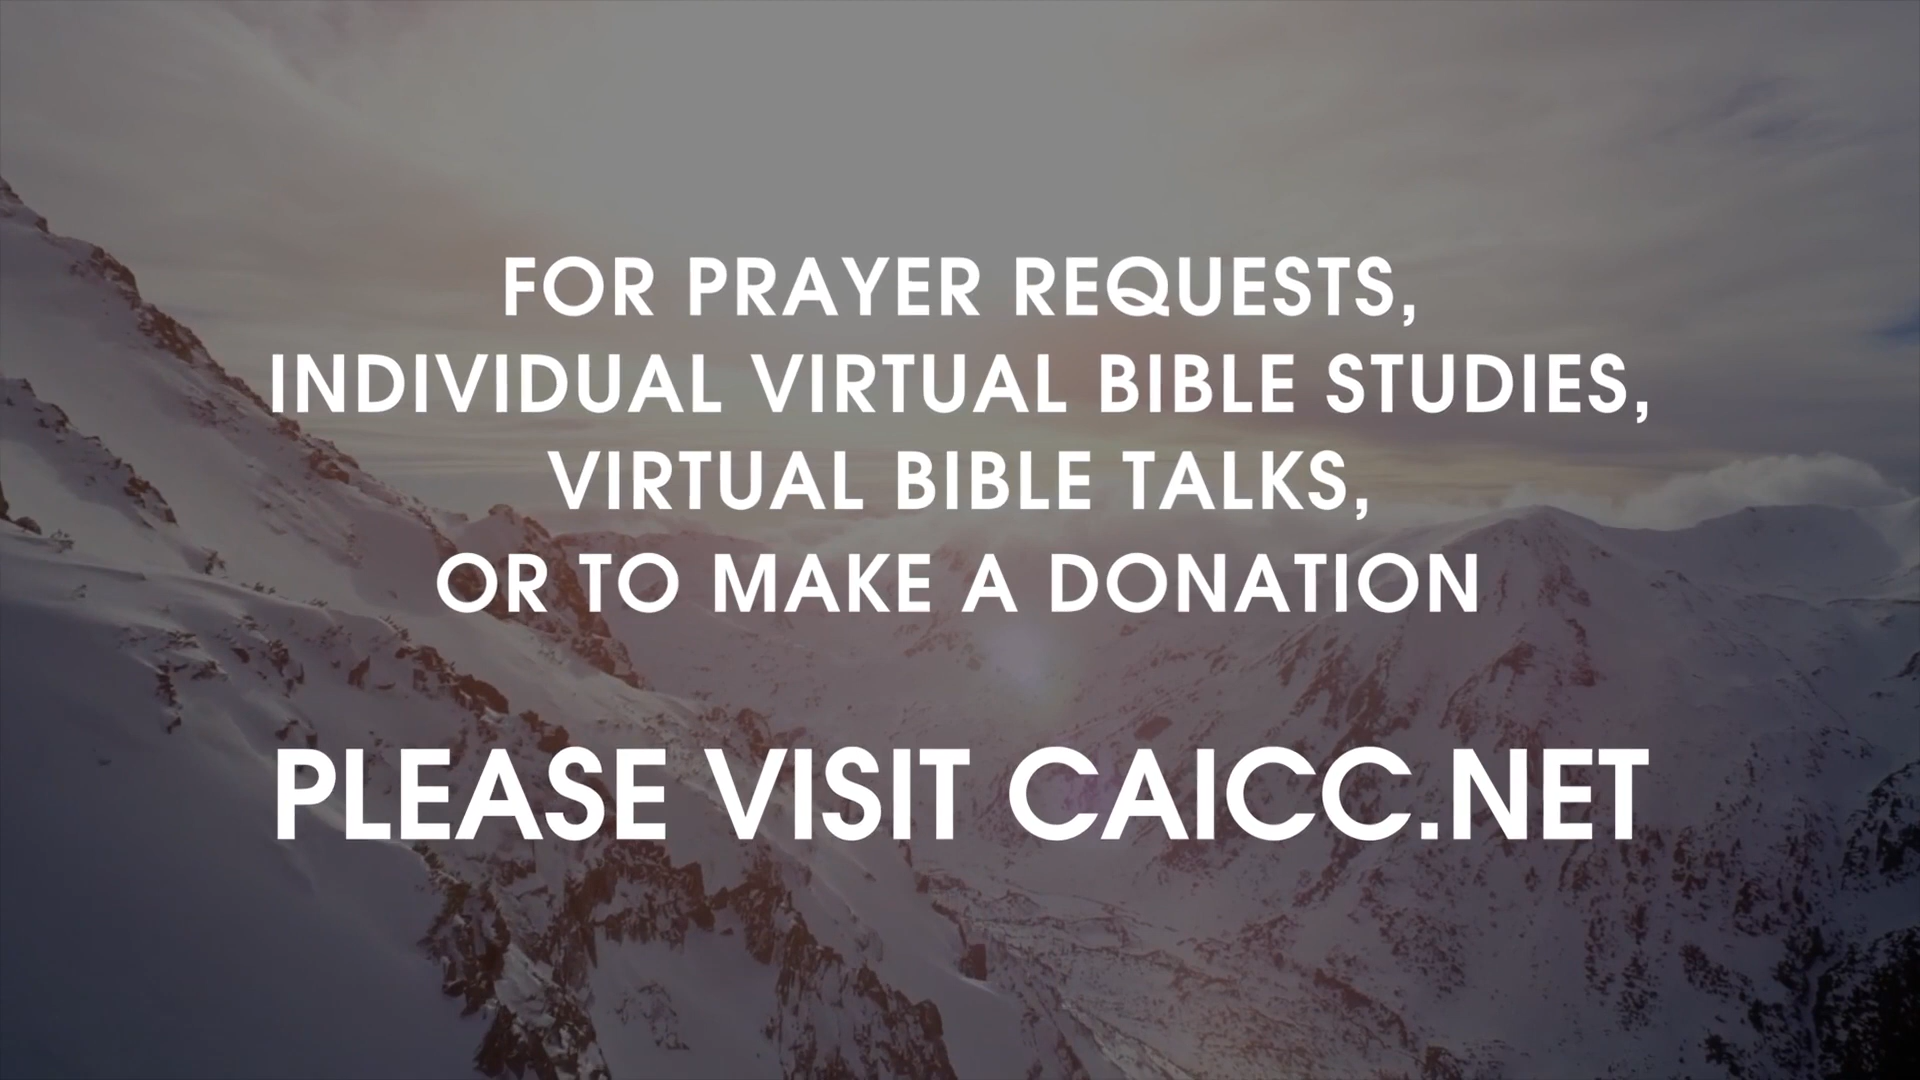 FOR PRAYER REQUESTS,
INDIVIDUAL VIRTUAL BIBLE STUDIES,
VIRTUAL BIBLE TALKS,
OR TO MAKE A DONATION
PLEASE VISIT CAICC.NET